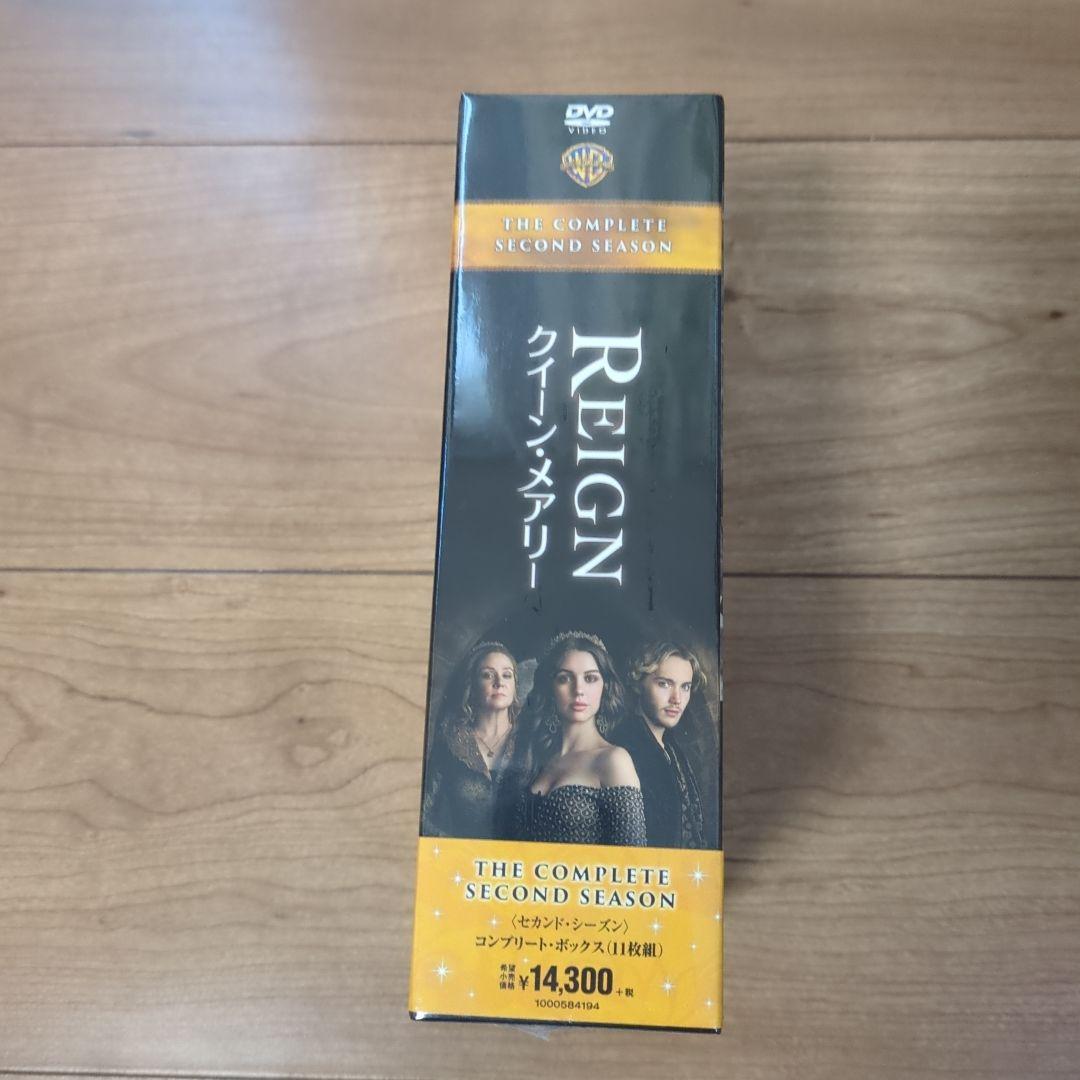 DVD
VIDEO
WB
THE COMPLETE
SECOND SEASON
REIGN
クイーン・メアリー
THE COMPLETE
SECOND SEASON
〈セカンド・シーズン〉
コンプリート・ボックス(11枚組)
希望
小売
価格
¥14,300+税
1000584194